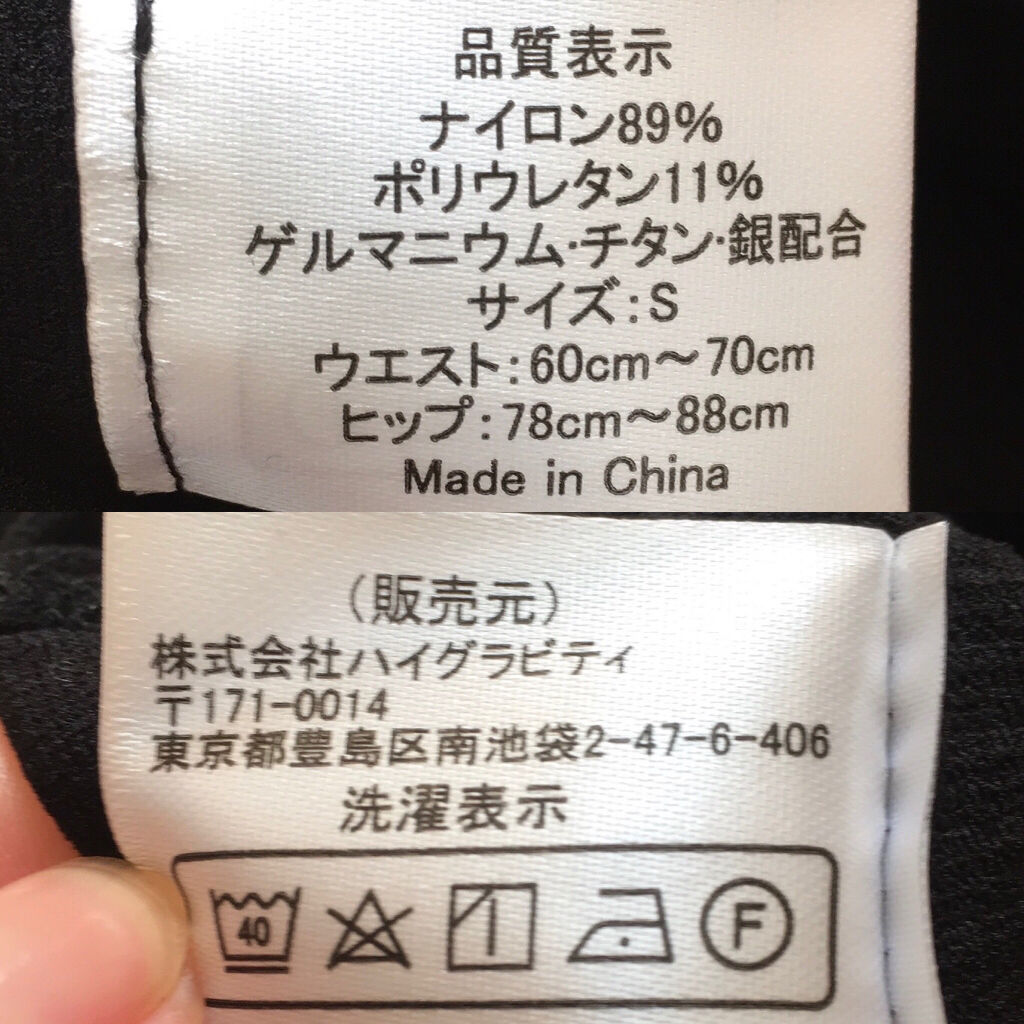 品質表示
ナイロン89%
ポリウレタン11%
ゲルマニウム・チタン・銀配合
サイズ:S
ウエスト:60cm~70cm
ヒップ:78cm~88cm
Made in China
(販売元)
株式会社ハイグラビティ
〒171-0014
東京都豊島区南池袋2-47-6-406
洗濯表示
40 F